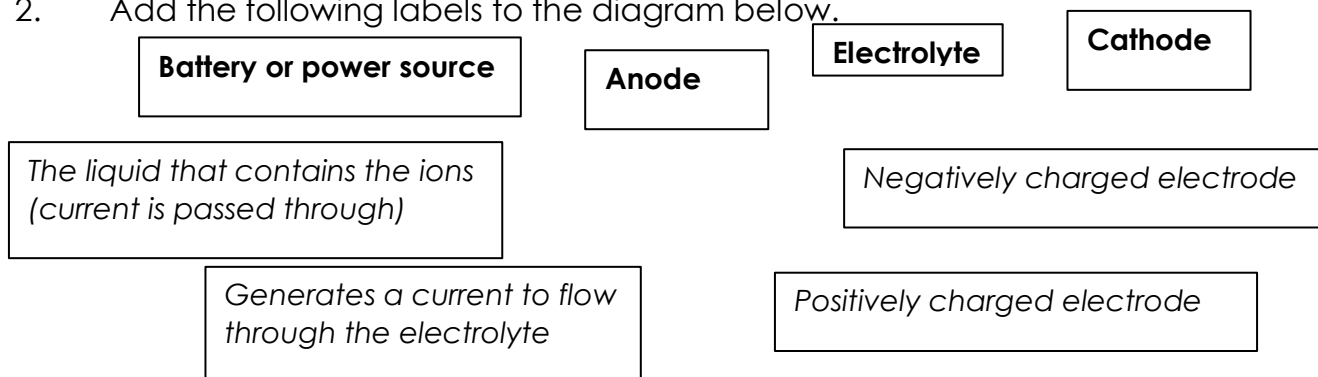 2. Add the following labels to the diagram below.
Battery or power source
Anode
Electrolyte
Cathode
The liquid that contains the ions
(current is passed through)
Negatively charged electrode
Generates a current to flow
through the electrolyte
Positively charged electrode